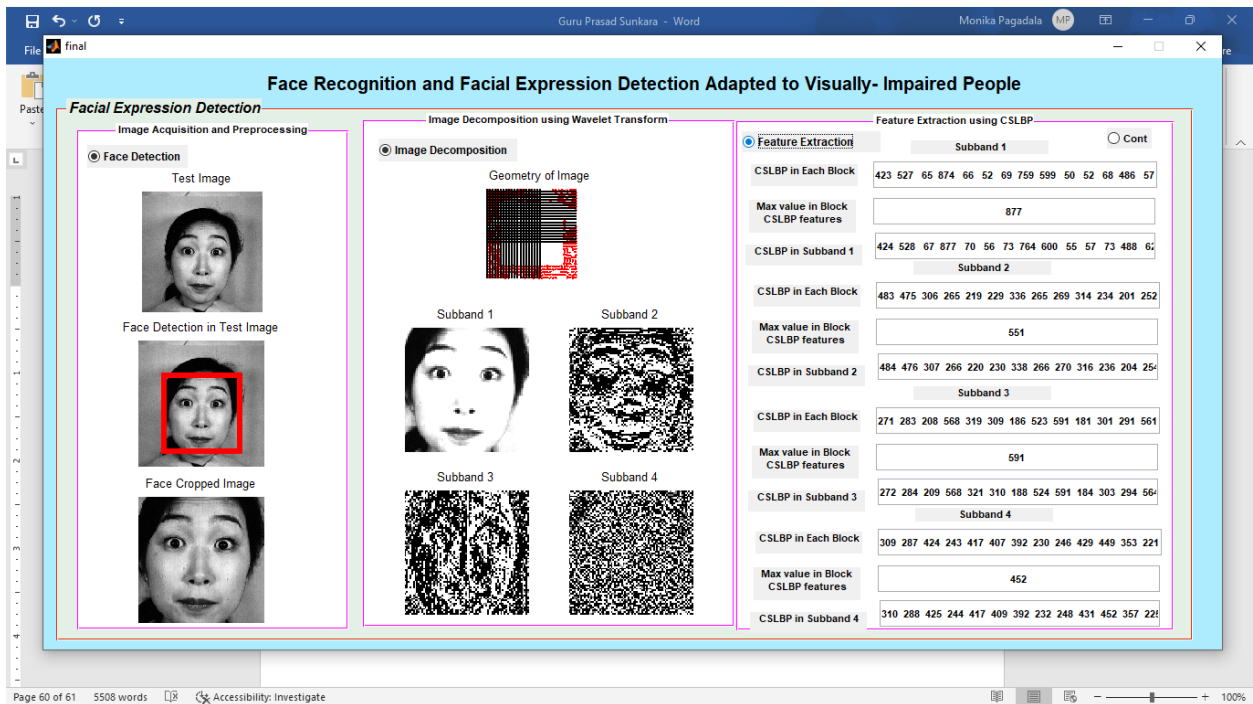 Guru Prasad Sunkara - Word
Monika Pagadala MP
File
final
re
Face Recognition and Facial Expression Detection Adapted to Visually- Impaired People
Paste
Facial Expression Detection
Image Acquisition and Preprocessing
Face Detection
Test Image
Face Detection in Test Image
Face Cropped Image
Image Decomposition using Wavelet Transform
Image Decomposition
Geometry of Image
Subband 1 Subband 2
Subband 3 Subband 4
Feature Extraction using CSLBP
Feature Extraction
Cont
Subband 1
CSLBP in Each Block 423 527 65 874 66 52 69 759 599 50 52 68 486 57
Max value in Block
CSLBP features
877
CSLBP in Subband 1 424 528 67 877 70 56 73 764 600 55 57 73 488
Subband 2
CSLBP in Each Block 483 475 306 265 219 229 336 265 269 314 234 201 252
Max value in Block
CSLBP features
551
CSLBP in Subband 2 484 476 307 266 220 230 338 266 270 316 236 204 254
Subband 3
CSLBP in Each Block 271 283 208 568 319 309 186 523 591 181 301 291 561
Max value in Block
CSLBP features
591
CSLBP in Subband 3 272 284 209 568 321 310 188 524 591 184 303 294
Subband 4
CSLBP in Each Block 309 287 424 243 417 407 392 230 246 429 449 353 221
Max value in Block
CSLBP features
452
CSLBP in Subband 4 310 288 425 244 417 409 392 232 248 431 452 357
Page 60 of 61 5508 words Accessibility: Investigate 100%